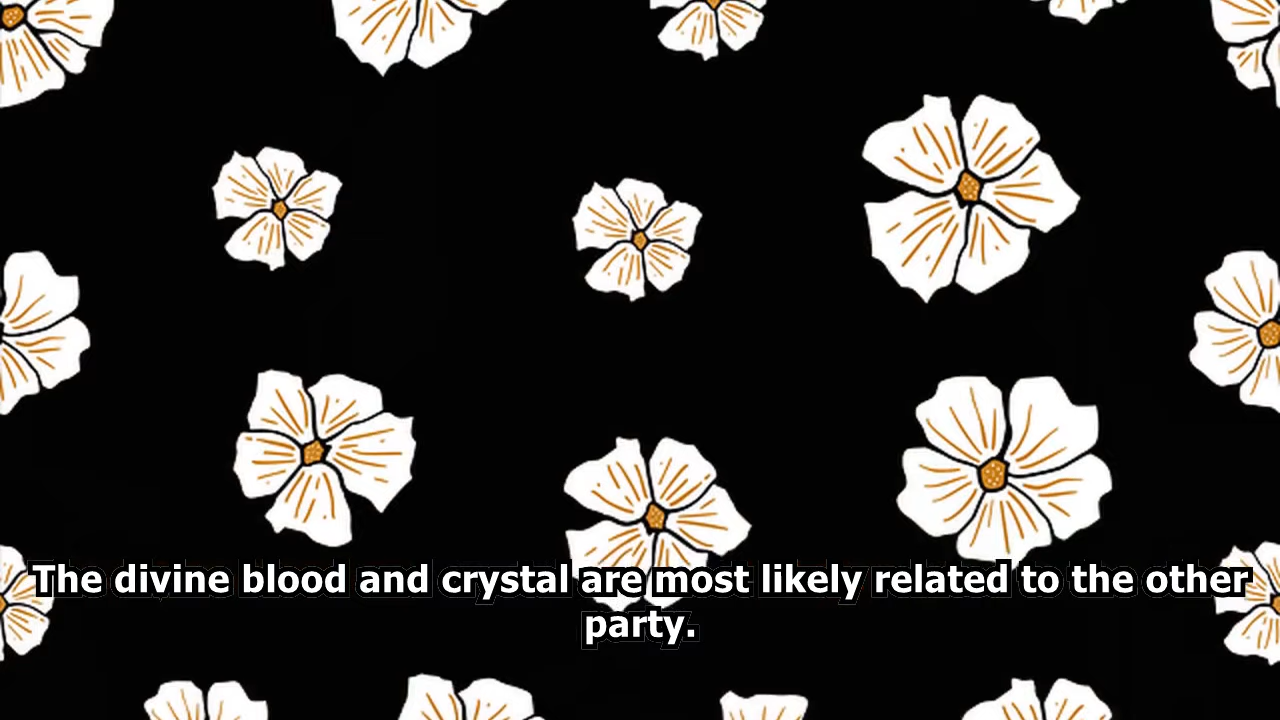 The divine blood and crystal are most likely related to the other
party.